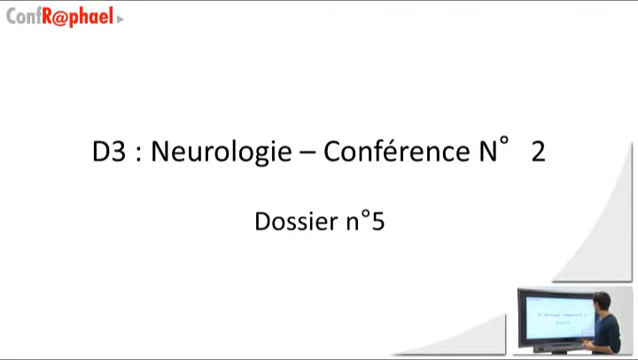 ConfR@phael
D3 : Neurologie – Conférence N° 2
Dossier n°5